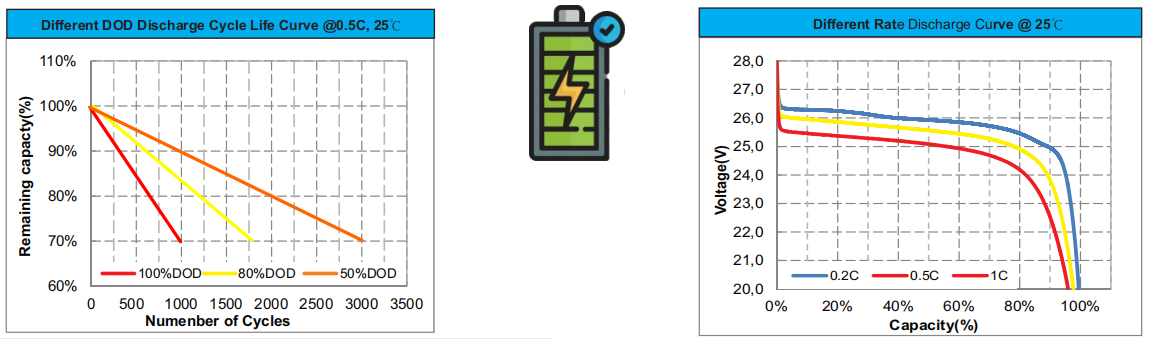 Different DOD Discharge Cycle Life Curve @0.5C, 25℃
110%
100%
90%
80%
70%
60%
Remaining capacty(%)
100%DOD 80%DOD 50%DOD
0 500 1000 1500 2000 2500 3000 3500
Numenber of Cycles
Different Rate Discharge Curve @ 25℃
28,0
27,0
26,0
25,0
24,0
23,0
22,0
21,0
20,0
Voltage(V)
0.2C 0.5C 1C
0% 20% 40% 60% 80% 100%
Capacity(%)